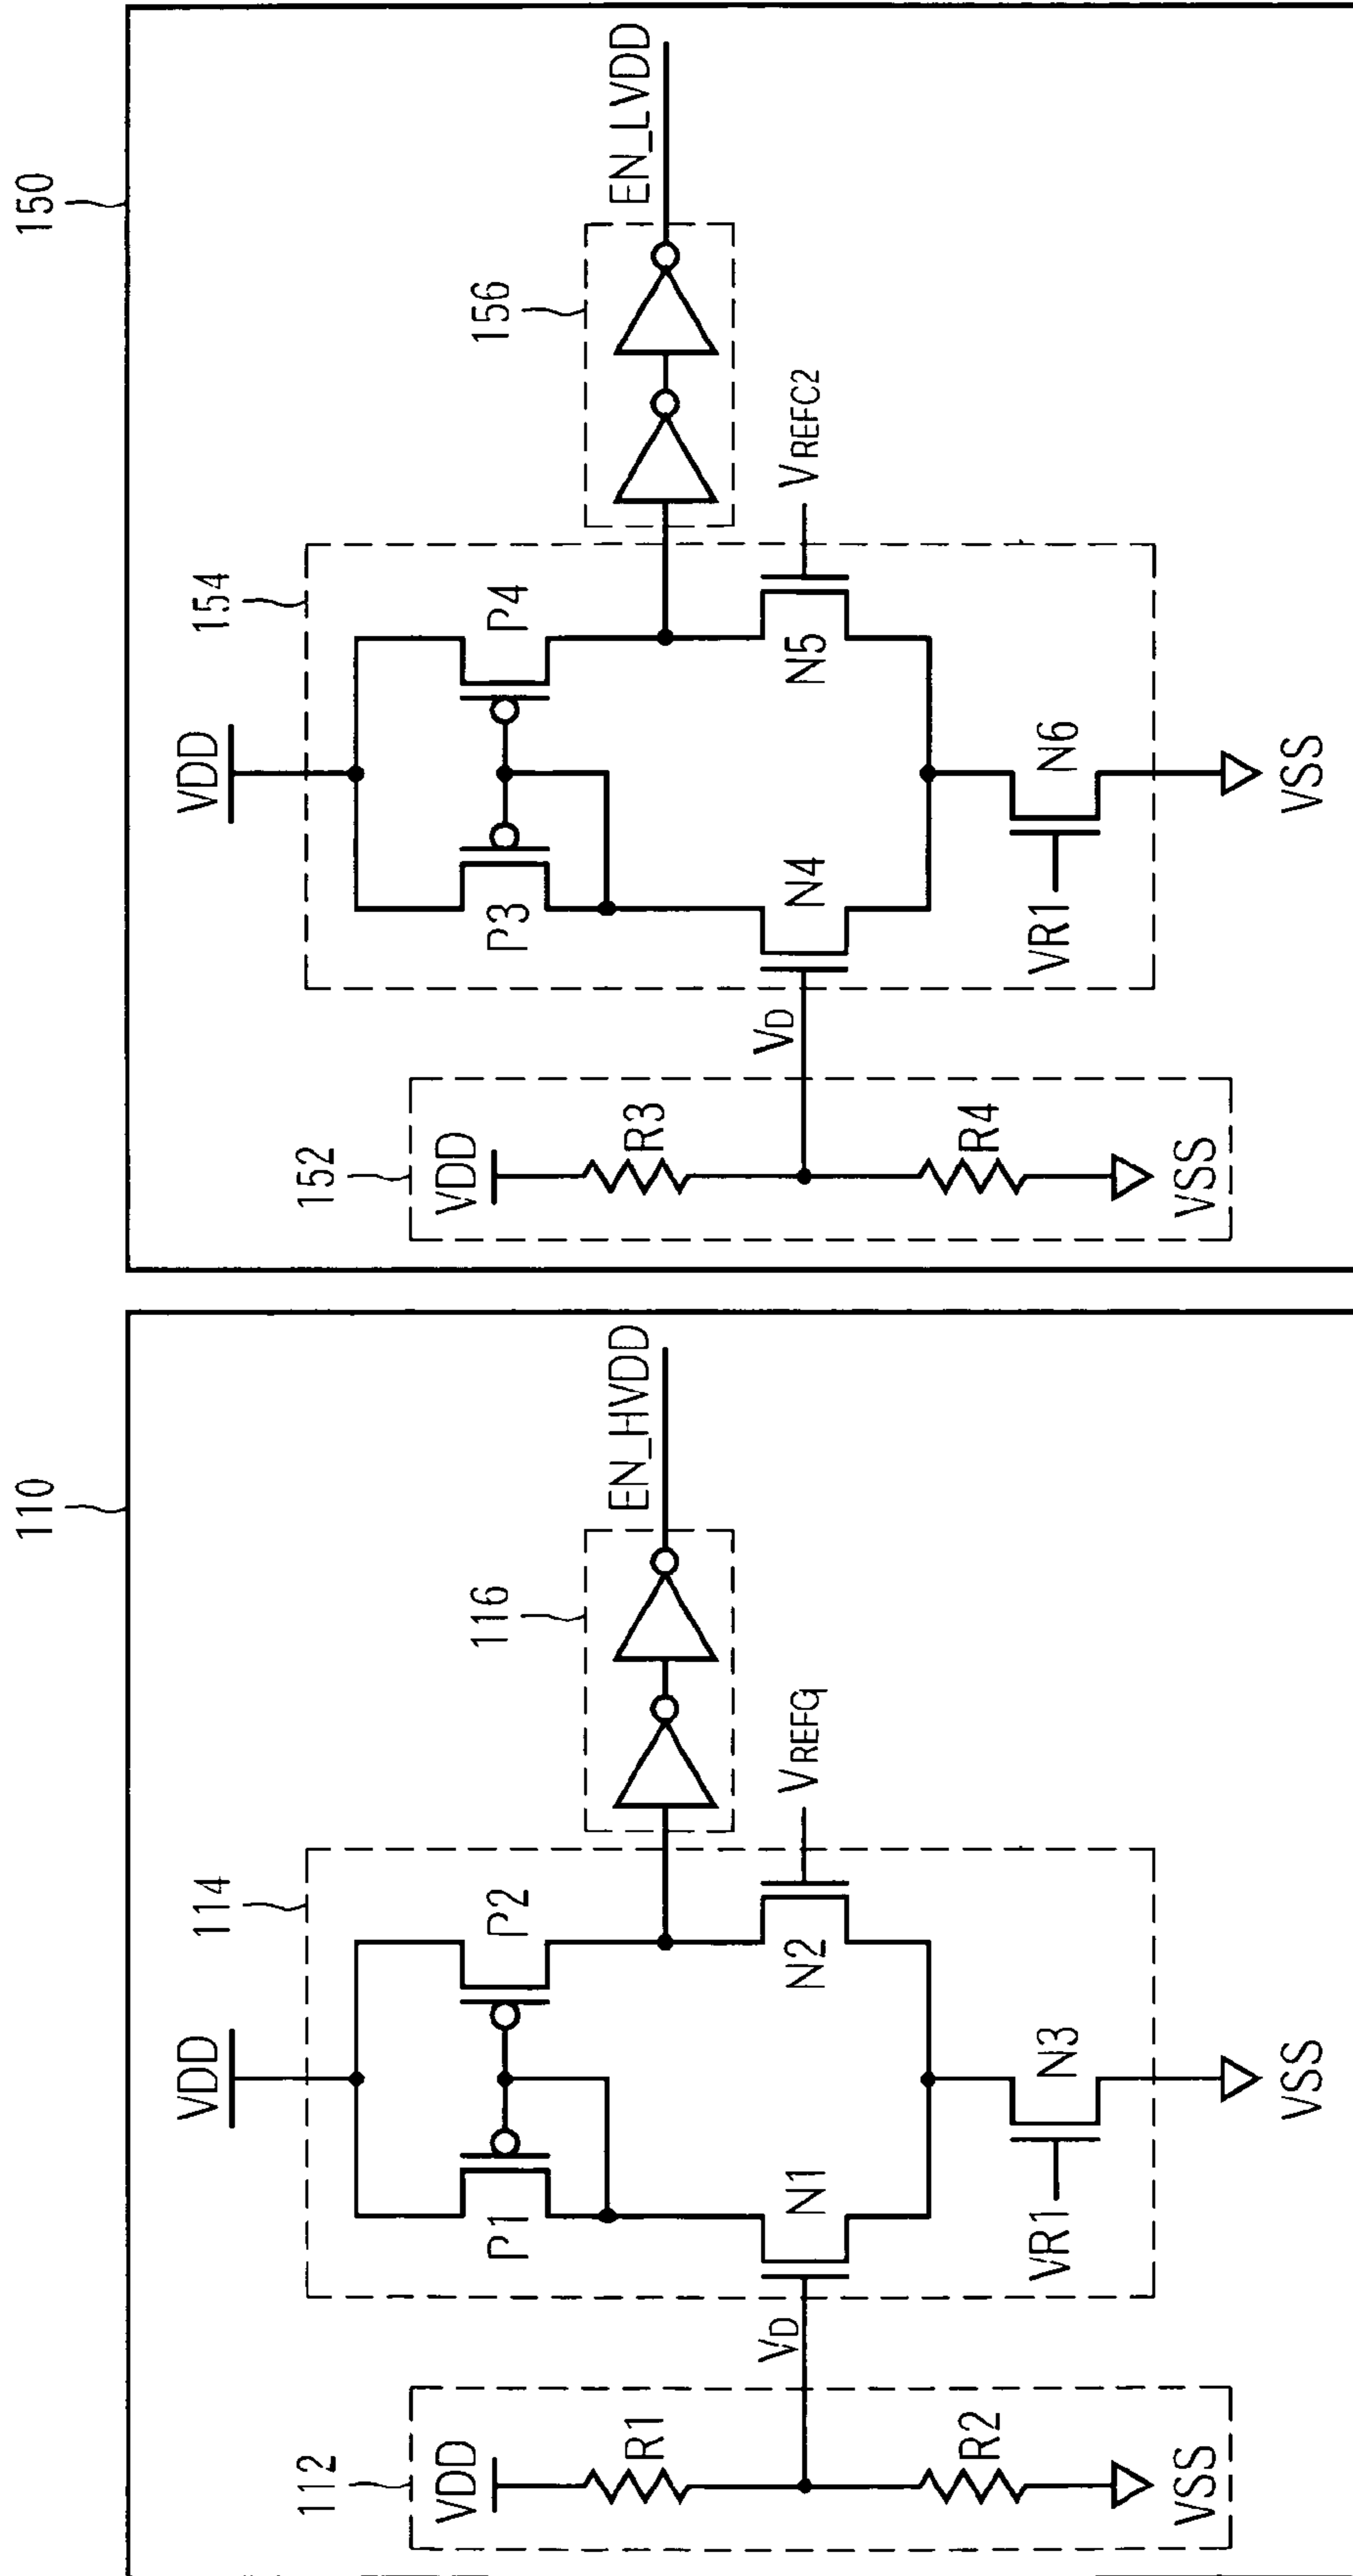 110
112
VDD
R1
R2
VSS
VD
114
VDD
P1
P2
N1
N2
VREFC1
VR1
N3
VSS
116
EN_HVDD
150
152
VDD
R3
R4
VSS
VD
154
VDD
P3
P4
N4
N5
VREFC2
VR1
N6
VSS
156
EN_LVDD